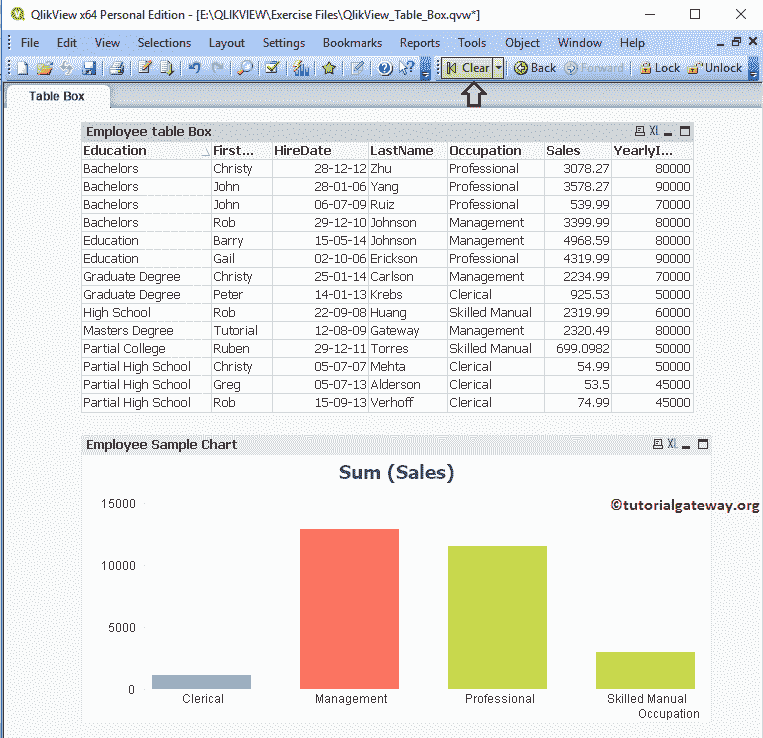 QlikView x64 Personal Edition - [E:\QLIKVIEW\Exercise Files\QlikView_Table_Box.qvw*]
File Edit View Selections Layout Settings Bookmarks Reports Tools Object Window Help
Clear Back Forward Lock Unlock
Table Box
Employee table Box XL
Education First... HireDate LastName Occupation Sales YearlyI...
Bachelors Christy 28-12-12 Zhu Professional 3078.27 80000
Bachelors John 28-01-06 Yang Professional 3578.27 90000
Bachelors John 06-07-09 Ruiz Professional 539.99 70000
Bachelors Rob 29-12-10 Johnson Management 3399.99 80000
Education Barry 15-05-14 Johnson Management 4968.59 80000
Education Gail 02-10-06 Erickson Professional 4319.99 90000
Graduate Degree Christy 25-01-14 Carlson Management 2234.99 70000
Graduate Degree Peter 14-01-13 Krebs Clerical 925.53 50000
High School Rob 22-09-08 Huang Skilled Manual 2319.99 60000
Masters Degree Tutorial 12-08-09 Gateway Management 2320.49 80000
Partial College Ruben 29-12-11 Torres Skilled Manual 699.0982 50000
Partial High School Christy 05-07-07 Mehta Clerical 54.99 50000
Partial High School Greg 05-07-13 Alderson Clerical 53.5 45000
Partial High School Rob 15-09-13 Verhoff Clerical 74.99 45000
Employee Sample Chart XL
Sum (Sales)
15000
©tutorialgateway.org
10000
5000
0
Clerical Management Professional Skilled Manual
Occupation